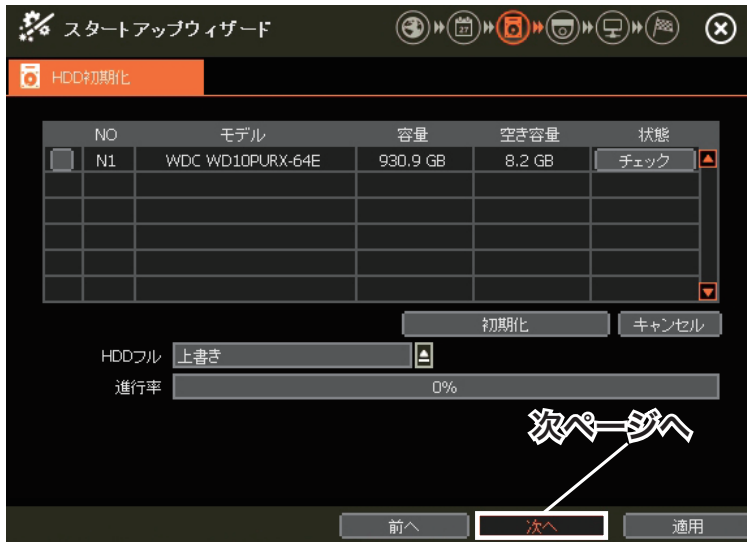 スタートアップウィザード
27
HDD初期化
NO モデル 容量 空き容量 状態
N1 WDC WD10PURX-64E 930.9 GB 8.2 GB チェック
初期化 キャンセル
HDDフル 上書き
進行率 0%
次ページへ
前へ 次へ 適用